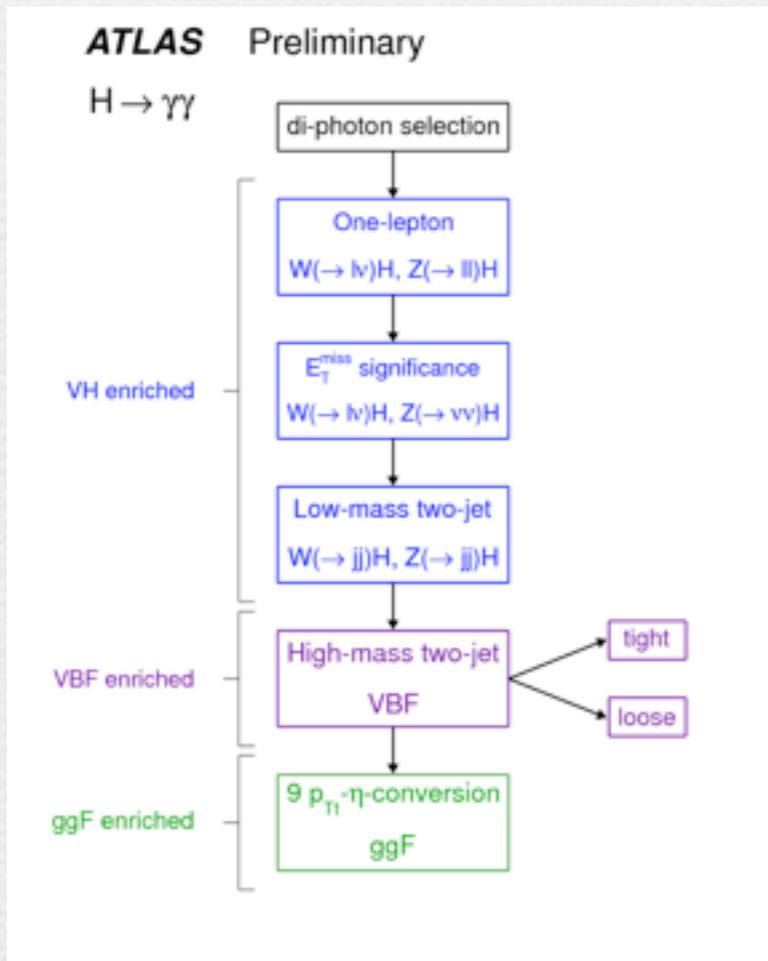 ATLAS Preliminary
H → γγ
di-photon selection
One-lepton
W(→ lν)H, Z(→ ll)H
E_T^miss significance
W(→ lν)H, Z(→ νν)H
VH enriched
Low-mass two-jet
W(→ jj)H, Z(→ jj)H
High-mass two-jet
VBF
VBF enriched
tight
loose
9 p_Tt-η-conversion
ggF
ggF enriched